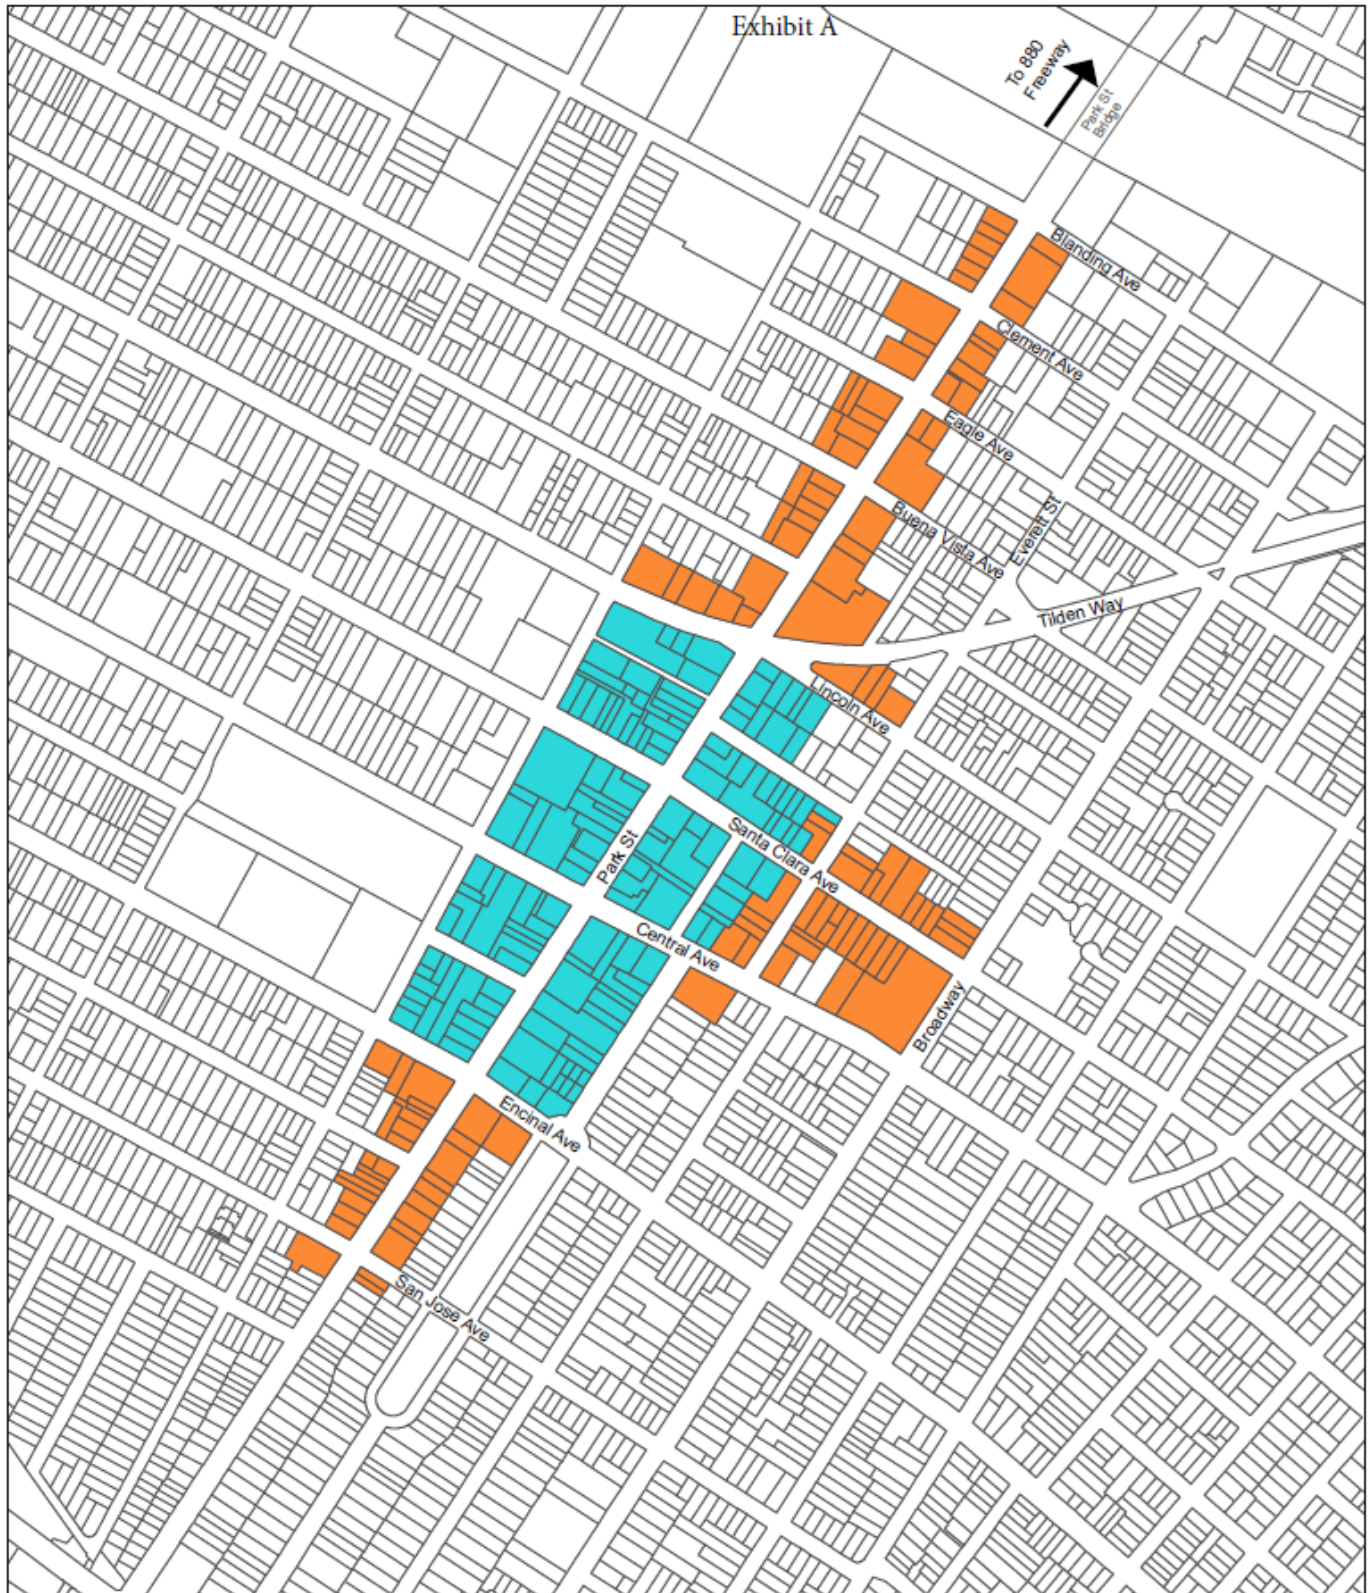 Exhibit A
To 880
Freeway
Park St
Bridge
Blanding Ave
Clement Ave
Eagle Ave
Buena Vista Ave
Everett St
Tilden Way
Lincoln Ave
Santa Clara Ave
Park St
Central Ave
Broadway
Encinal Ave
San Jose Ave